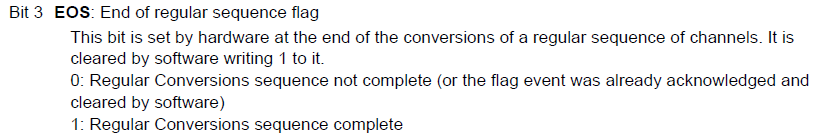 Bit 3 EOS: End of regular sequence flag
This bit is set by hardware at the end of the conversions of a regular sequence of channels. It is
cleared by software writing 1 to it.
0: Regular Conversions sequence not complete (or the flag event was already acknowledged and
cleared by software)
1: Regular Conversions sequence complete